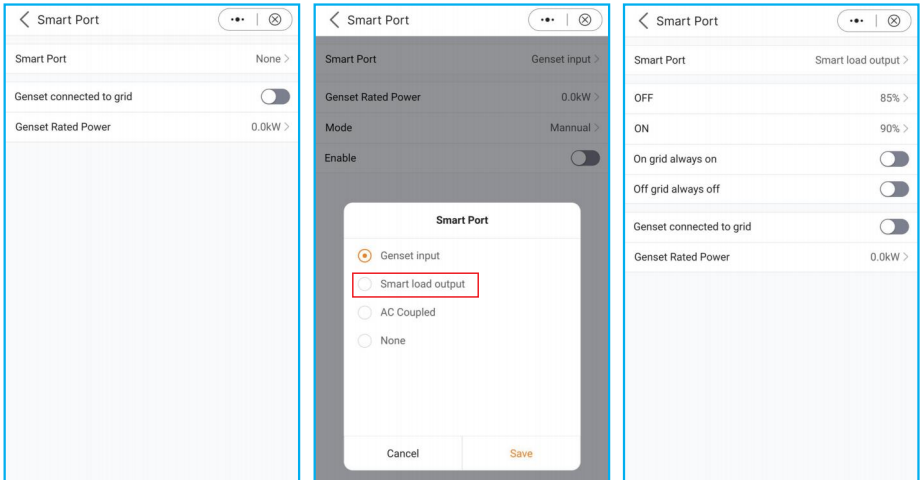 Smart Port
Smart Port None
Genset connected to grid
Genset Rated Power 0.0kW
Smart Port
Smart Port Genset input
Genset Rated Power 0.0kW
Mode Mannual
Enable
Smart Port
Genset input
Smart load output
AC Coupled
None
Cancel Save
Smart Port
Smart Port Smart load output
OFF 85%
ON 90%
On grid always on
Off grid always off
Genset connected to grid
Genset Rated Power 0.0kW